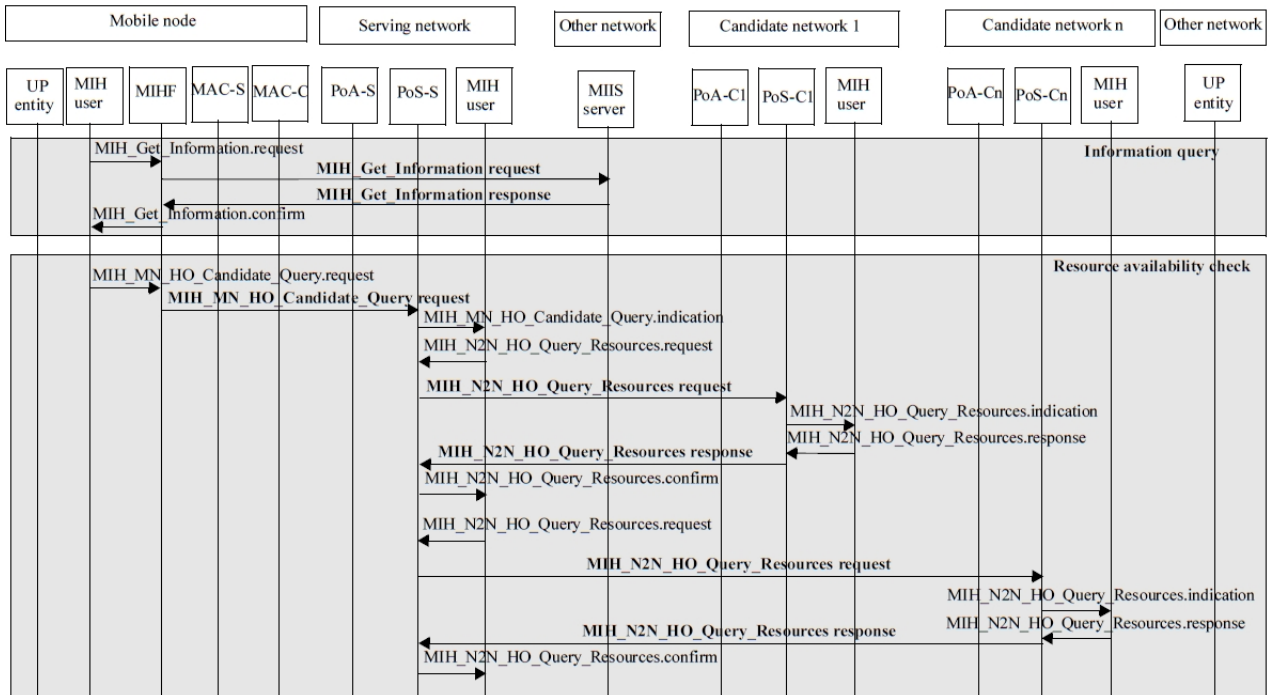 Mobile node
Serving network
Other network
Candidate network 1
Candidate network n
Other network
UP
entity
MIH
user
MIHF
MAC-S
MAC-C
PoA-S
PoS-S
MIH
user
MIIS
server
PoA-C1
PoS-C1
MIH
user
PoA-Cn
PoS-Cn
MIH
user
UP
entity
Information query
MIH_Get_Information.request
MIH_Get_Information request
MIH_Get_Information response
MIH_Get_Information.confirm
Resource availability check
MIH_MN_HO_Candidate_Query.request
MIH_MN_HO_Candidate_Query request
MIH_MN_HO_Candidate_Query.indication
MIH_N2N_HO_Query_Resources.request
MIH_N2N_HO_Query_Resources request
MIH_N2N_HO_Query_Resources.indication
MIH_N2N_HO_Query_Resources.response
MIH_N2N_HO_Query_Resources response
MIH_N2N_HO_Query_Resources.confirm
MIH_N2N_HO_Query_Resources.request
MIH_N2N_HO_Query_Resources request
MIH_N2N_HO_Query_Resources.indication
MIH_N2N_HO_Query_Resources.response
MIH_N2N_HO_Query_Resources response
MIH_N2N_HO_Query_Resources.confirm